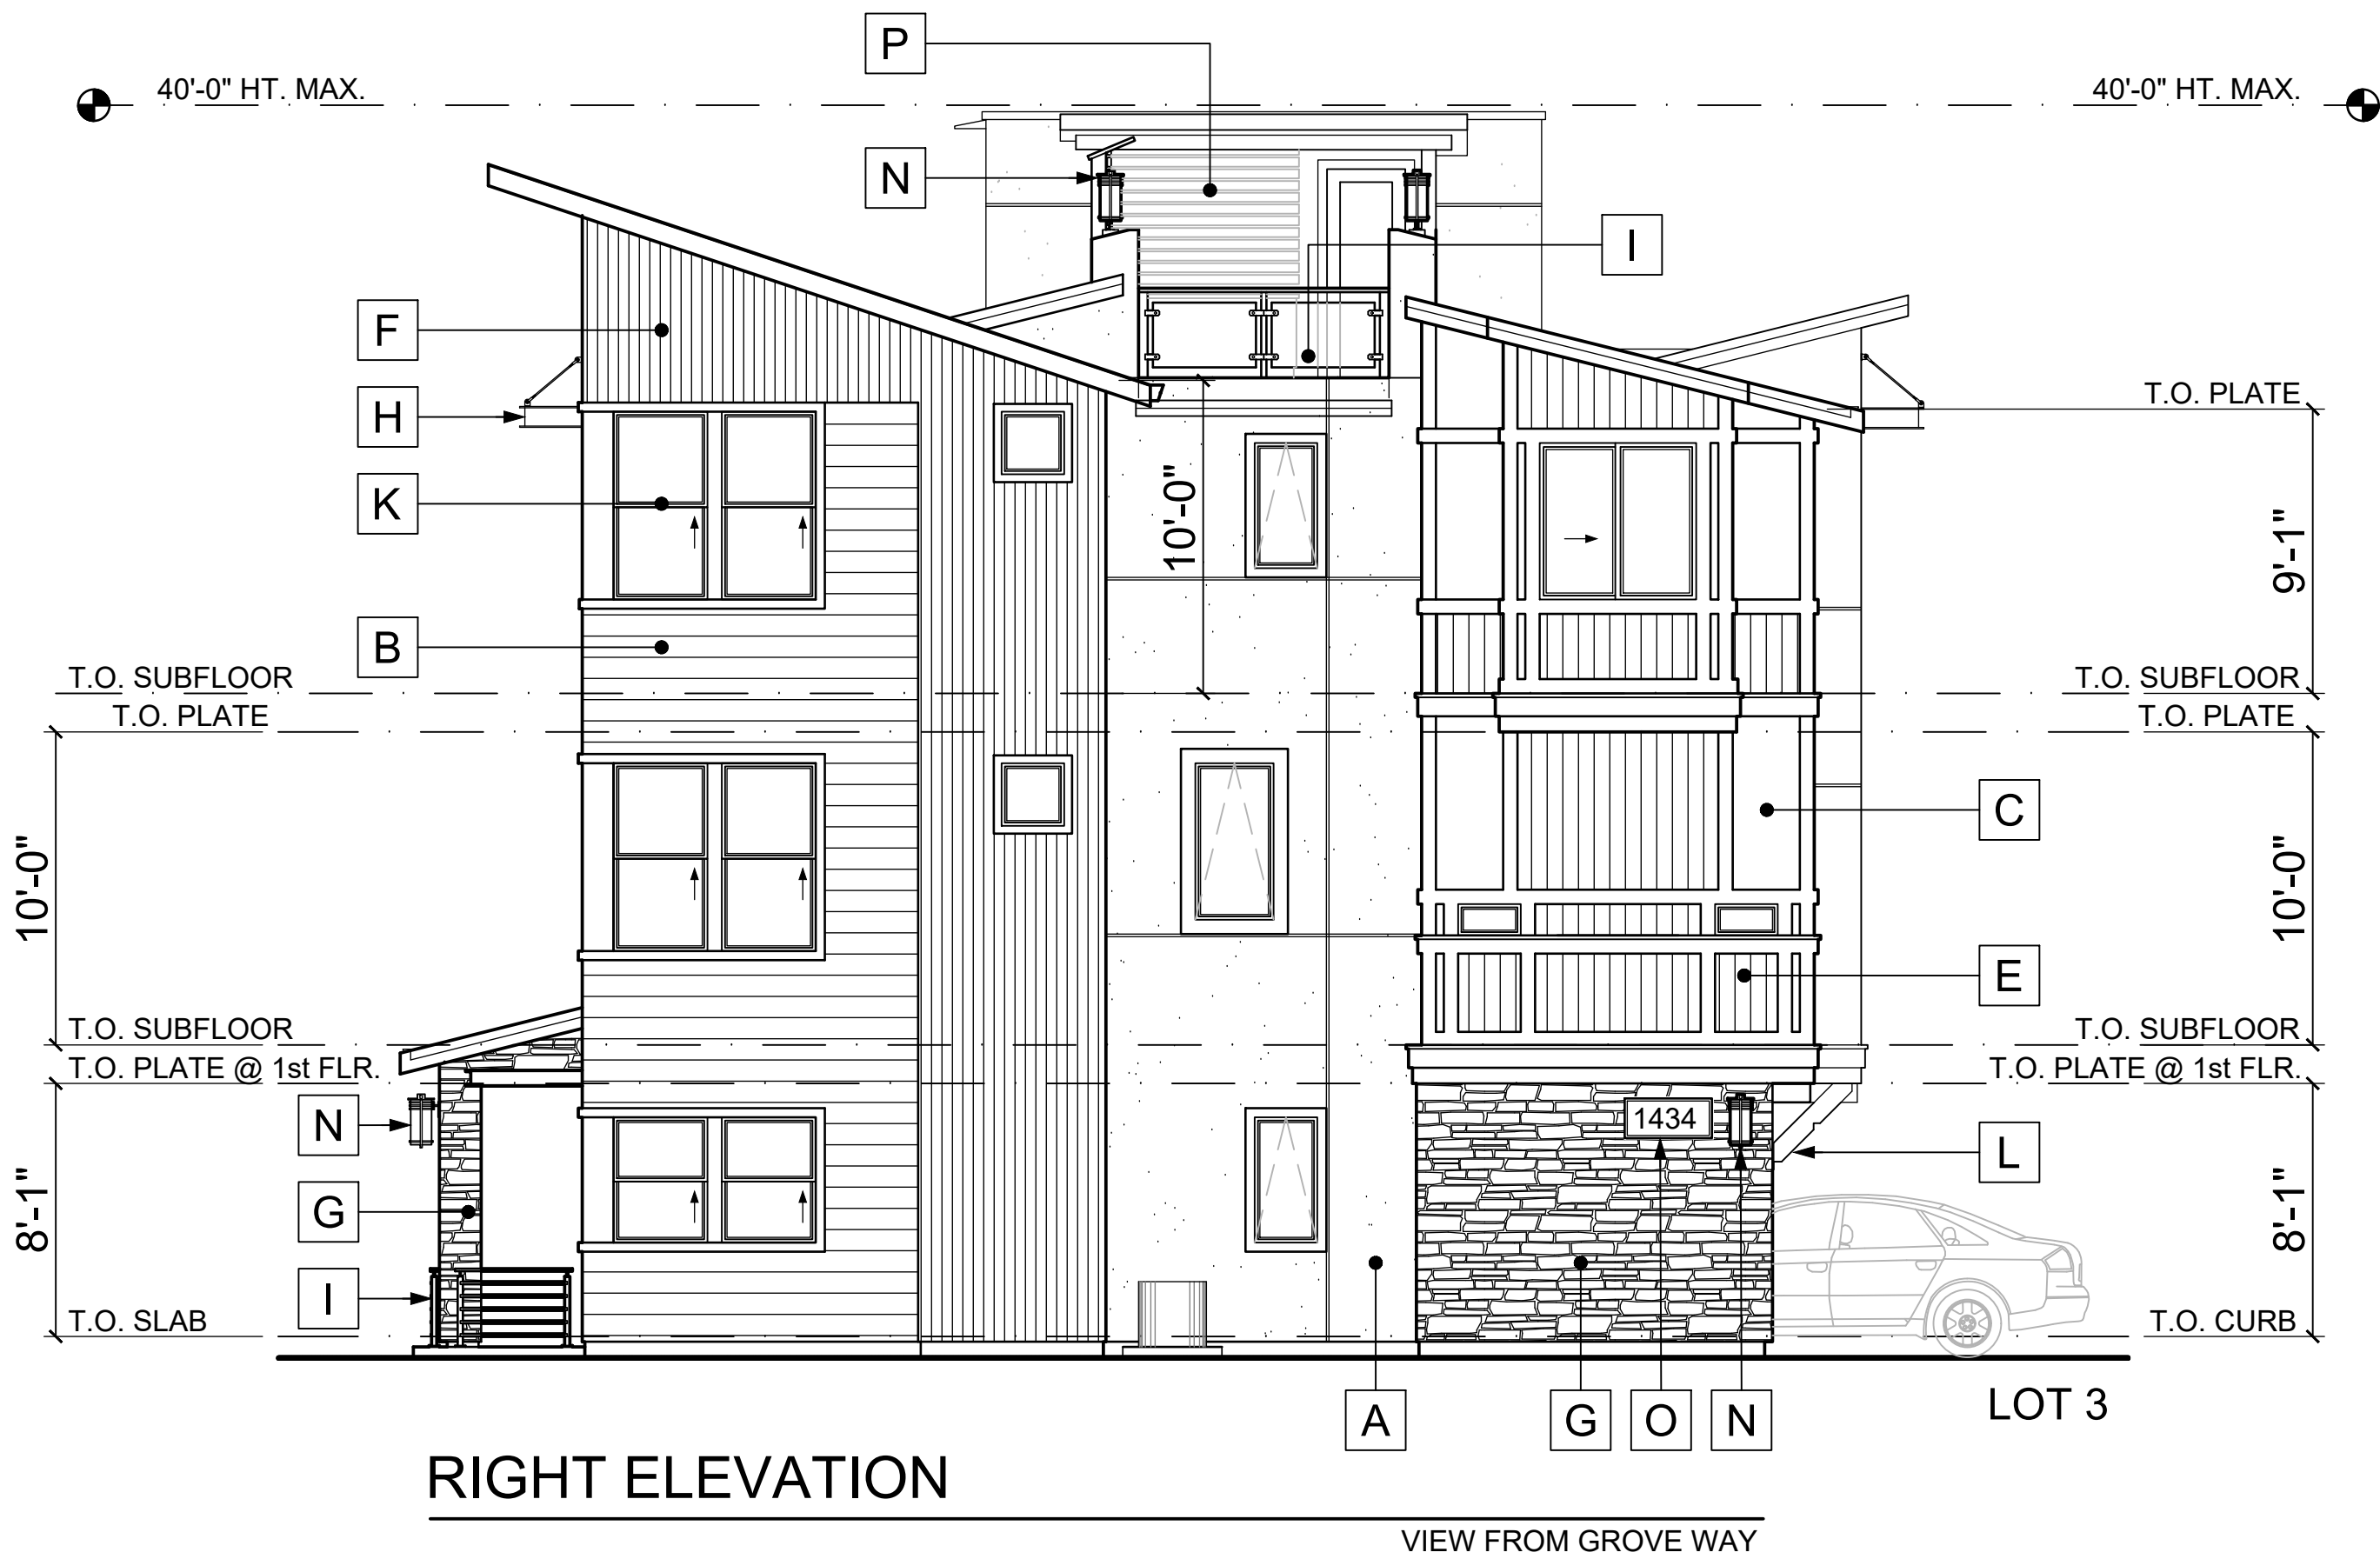 P
40'-0" HT. MAX.
40'-0" HT. MAX.
N
I
F
H
T.O. PLATE
K
10'-0"
9'-1"
B
T.O. SUBFLOOR
T.O. SUBFLOOR
T.O. PLATE
T.O. PLATE
C
10'-0"
10'-0"
E
T.O. SUBFLOOR
T.O. SUBFLOOR
T.O. PLATE @ 1st FLR.
T.O. PLATE @ 1st FLR.
N
1434
L
G
8'-1"
8'-1"
I
T.O. SLAB
T.O. CURB
A
G
O
N
LOT 3
RIGHT ELEVATION
VIEW FROM GROVE WAY